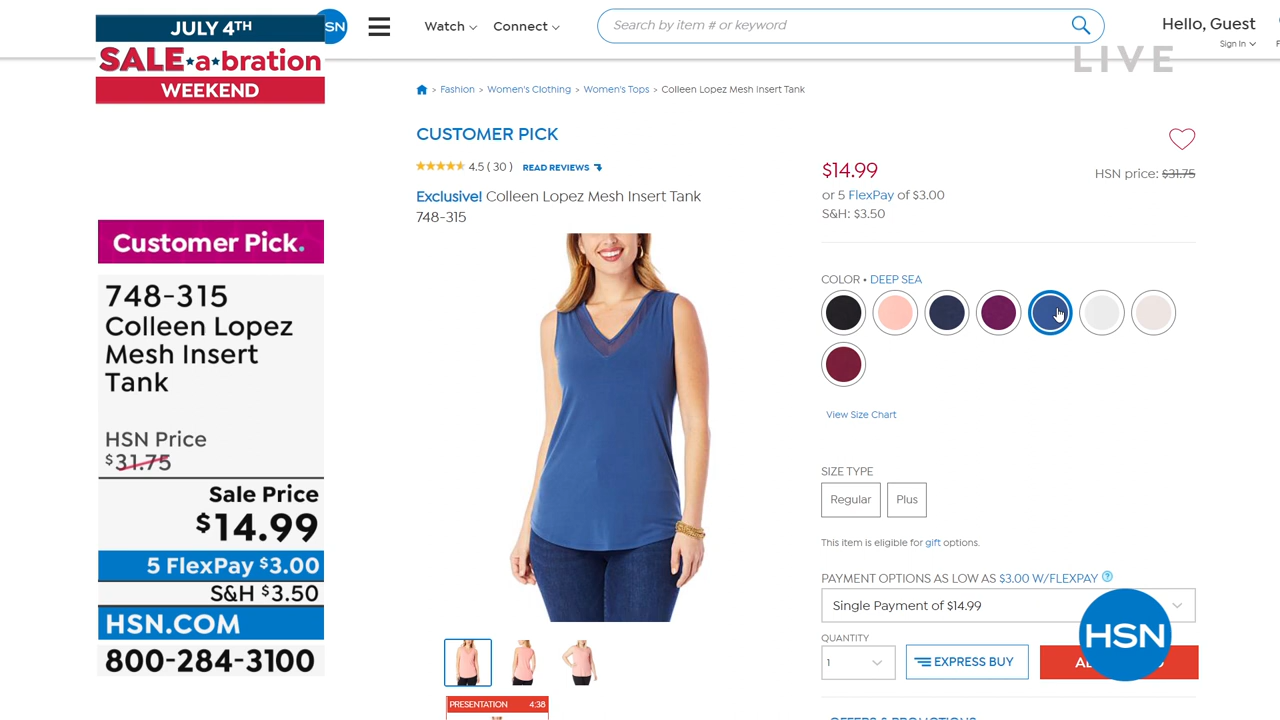 JULY 4TH
SALE★a★bration
WEEKEND
SN
Watch
Connect
Search by item # or keyword
Hello, Guest
Sign In
LIVE
> Fashion > Women's Clothing > Women's Tops > Colleen Lopez Mesh Insert Tank
CUSTOMER PICK
4.5 ( 30 ) READ REVIEWS
Exclusive! Colleen Lopez Mesh Insert Tank
748-315
$14.99
HSN price: $31.75
or 5 FlexPay of $3.00
S&H: $3.50
Customer Pick.
748-315
Colleen Lopez
Mesh Insert
Tank
HSN Price
$31.75
Sale Price
$14.99
5 FlexPay $3.00
S&H $3.50
HSN.COM
800-284-3100
COLOR • DEEP SEA
View Size Chart
SIZE TYPE
Regular
Plus
This item is eligible for gift options.
PAYMENT OPTIONS AS LOW AS $3.00 W/FLEXPAY ?
Single Payment of $14.99
QUANTITY
1
EXPRESS BUY
HSN
PRESENTATION 4:38
OFFERS & PROMOTIONS